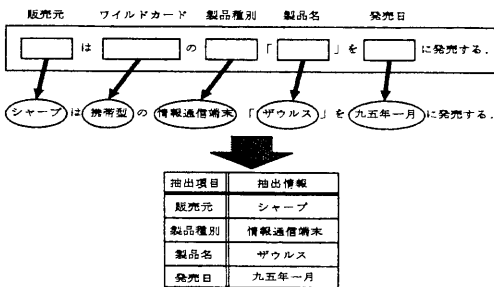 販売元 ワイルドカード 製品種別 製品名 発売日
は の 「 」を に発売する.
シャープ は 携帯型 の 情報通信端末 「 ザウルス 」を 九五年一月 に発売する.
抽出項目 抽出情報
販売元 シャープ
製品種別 情報通信端末
製品名 ザウルス
発売日 九五年一月